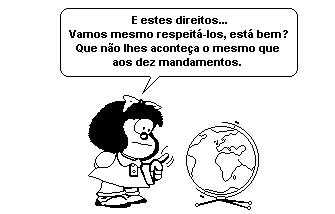 E estes direitos...
Vamos mesmo respeitá-los, está bem?
Que não lhes aconteça o mesmo que
aos dez mandamentos.